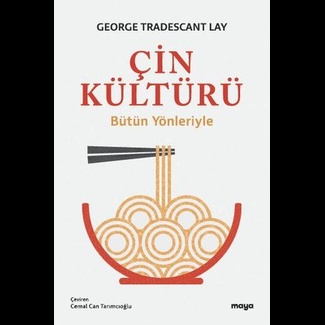 GEORGE TRADESCANT LAY
ÇİN
KÜLTÜRÜ
Bütün Yönleriyle
Çeviren
Cemal Can Tarımcıoğlu
maya